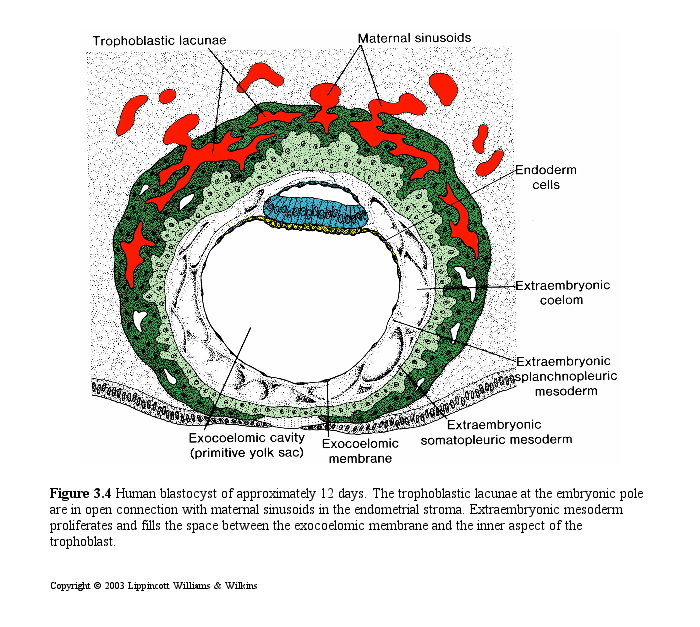 Trophoblastic lacunae
Maternal sinusoids
Endoderm
cells
Extraembryonic
coelom
Extraembryonic
splanchnopleuric
mesoderm
Extraembryonic
somatopleuric mesoderm
Exocoelomic cavity
(primitive yolk sac)
Exocoelomic
membrane
Figure 3.4 Human blastocyst of approximately 12 days. The trophoblastic lacunae at the embryonic pole
are in open connection with maternal sinusoids in the endometrial stroma. Extraembryonic mesoderm
proliferates and fills the space between the exocoelomic membrane and the inner aspect of the
trophoblast.
Copyright © 2003 Lippincott Williams & Wilkins